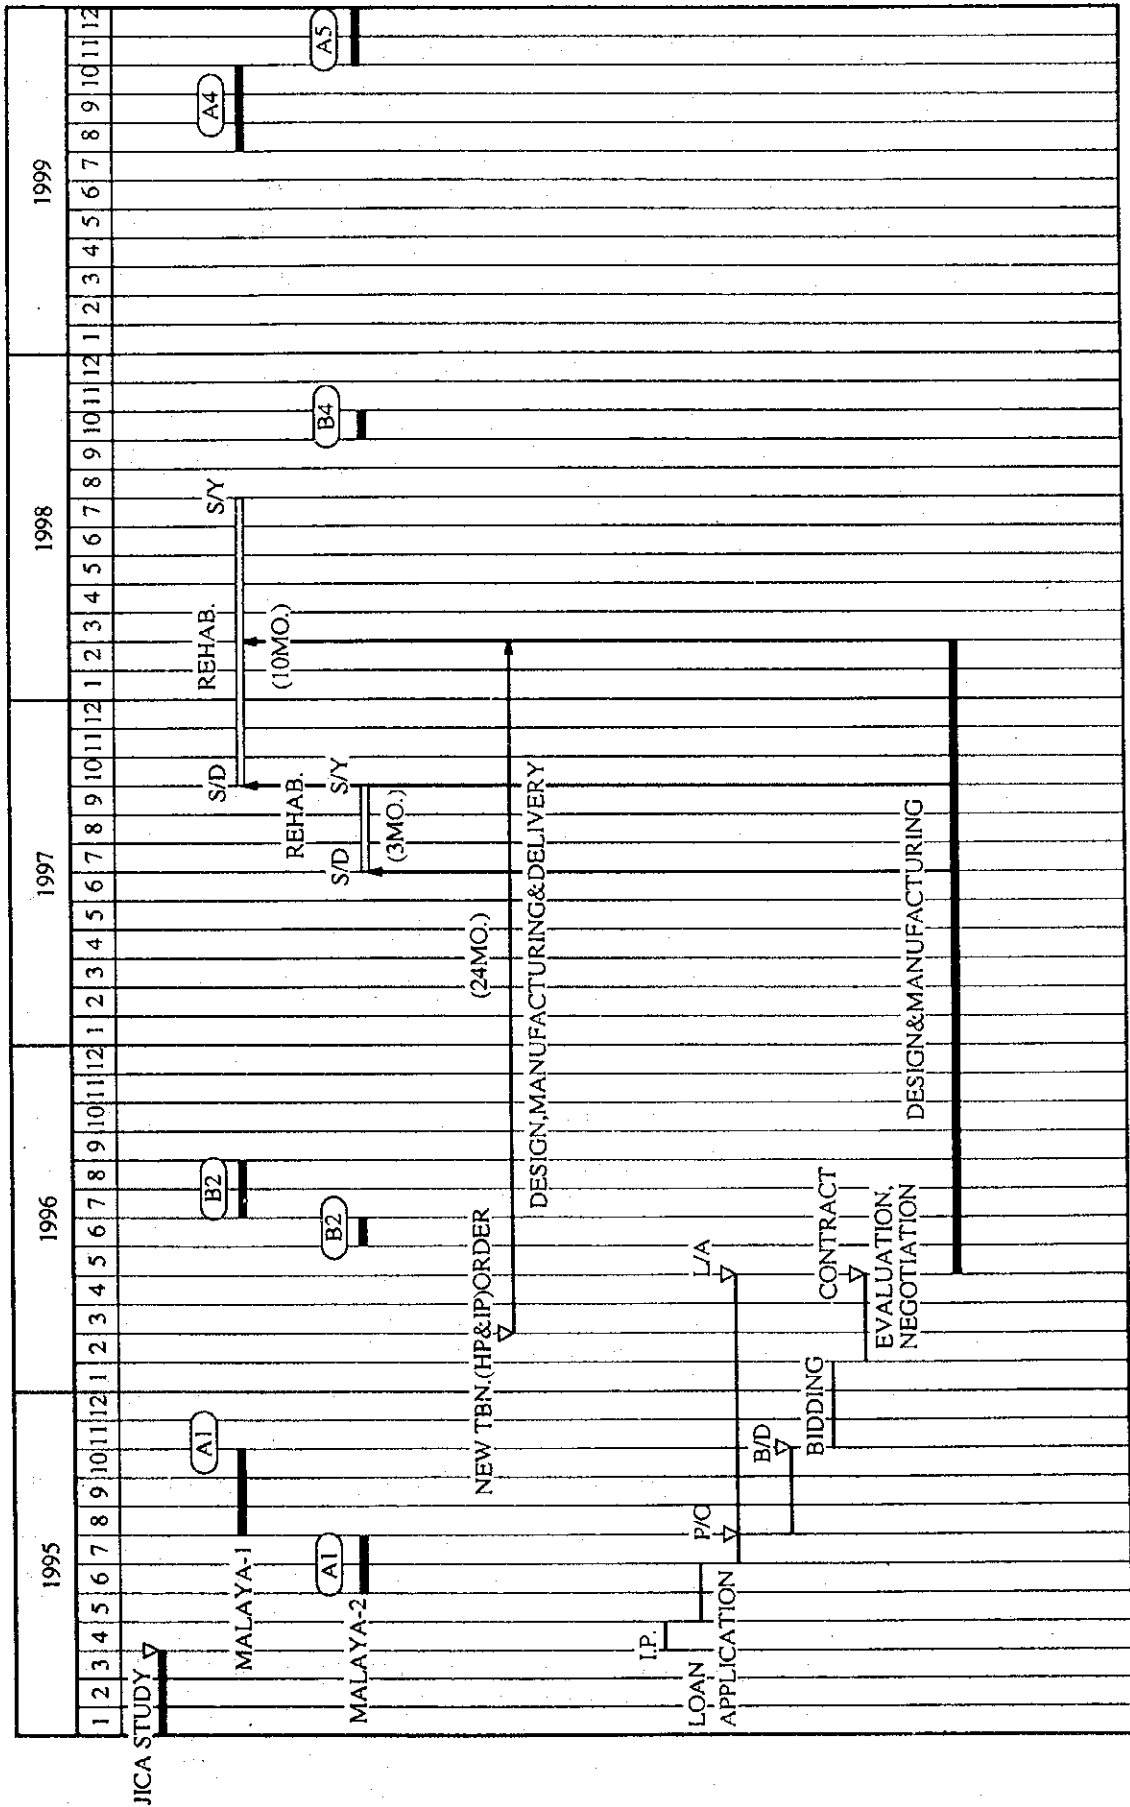 1995 1996 1997 1998 1999
1 2 3 4 5 6 7 8 9 10 11 12 1 2 3 4 5 6 7 8 9 10 11 12 1 2 3 4 5 6 7 8 9 10 11 12 1 2 3 4 5 6 7 8 9 10 11 12 1 2 3 4 5 6 7 8 9 10 11 12
JICA STUDY
MALAYA-1
A1
B2
S/D
REHAB.
(10MO.)
S/Y
A4
MALAYA-2
A1
B2
S/D
REHAB.
(3MO.)
S/Y
B4
A5
NEW TBN.(HP&IP)ORDER
(24MO.)
DESIGN,MANUFACTURING&DELIVERY
I.P.
LOAN
APPLICATION
P/Q
L/A
B/D
BIDDING
CONTRACT
EVALUATION,
NEGOTIATION
DESIGN&MANUFACTURING